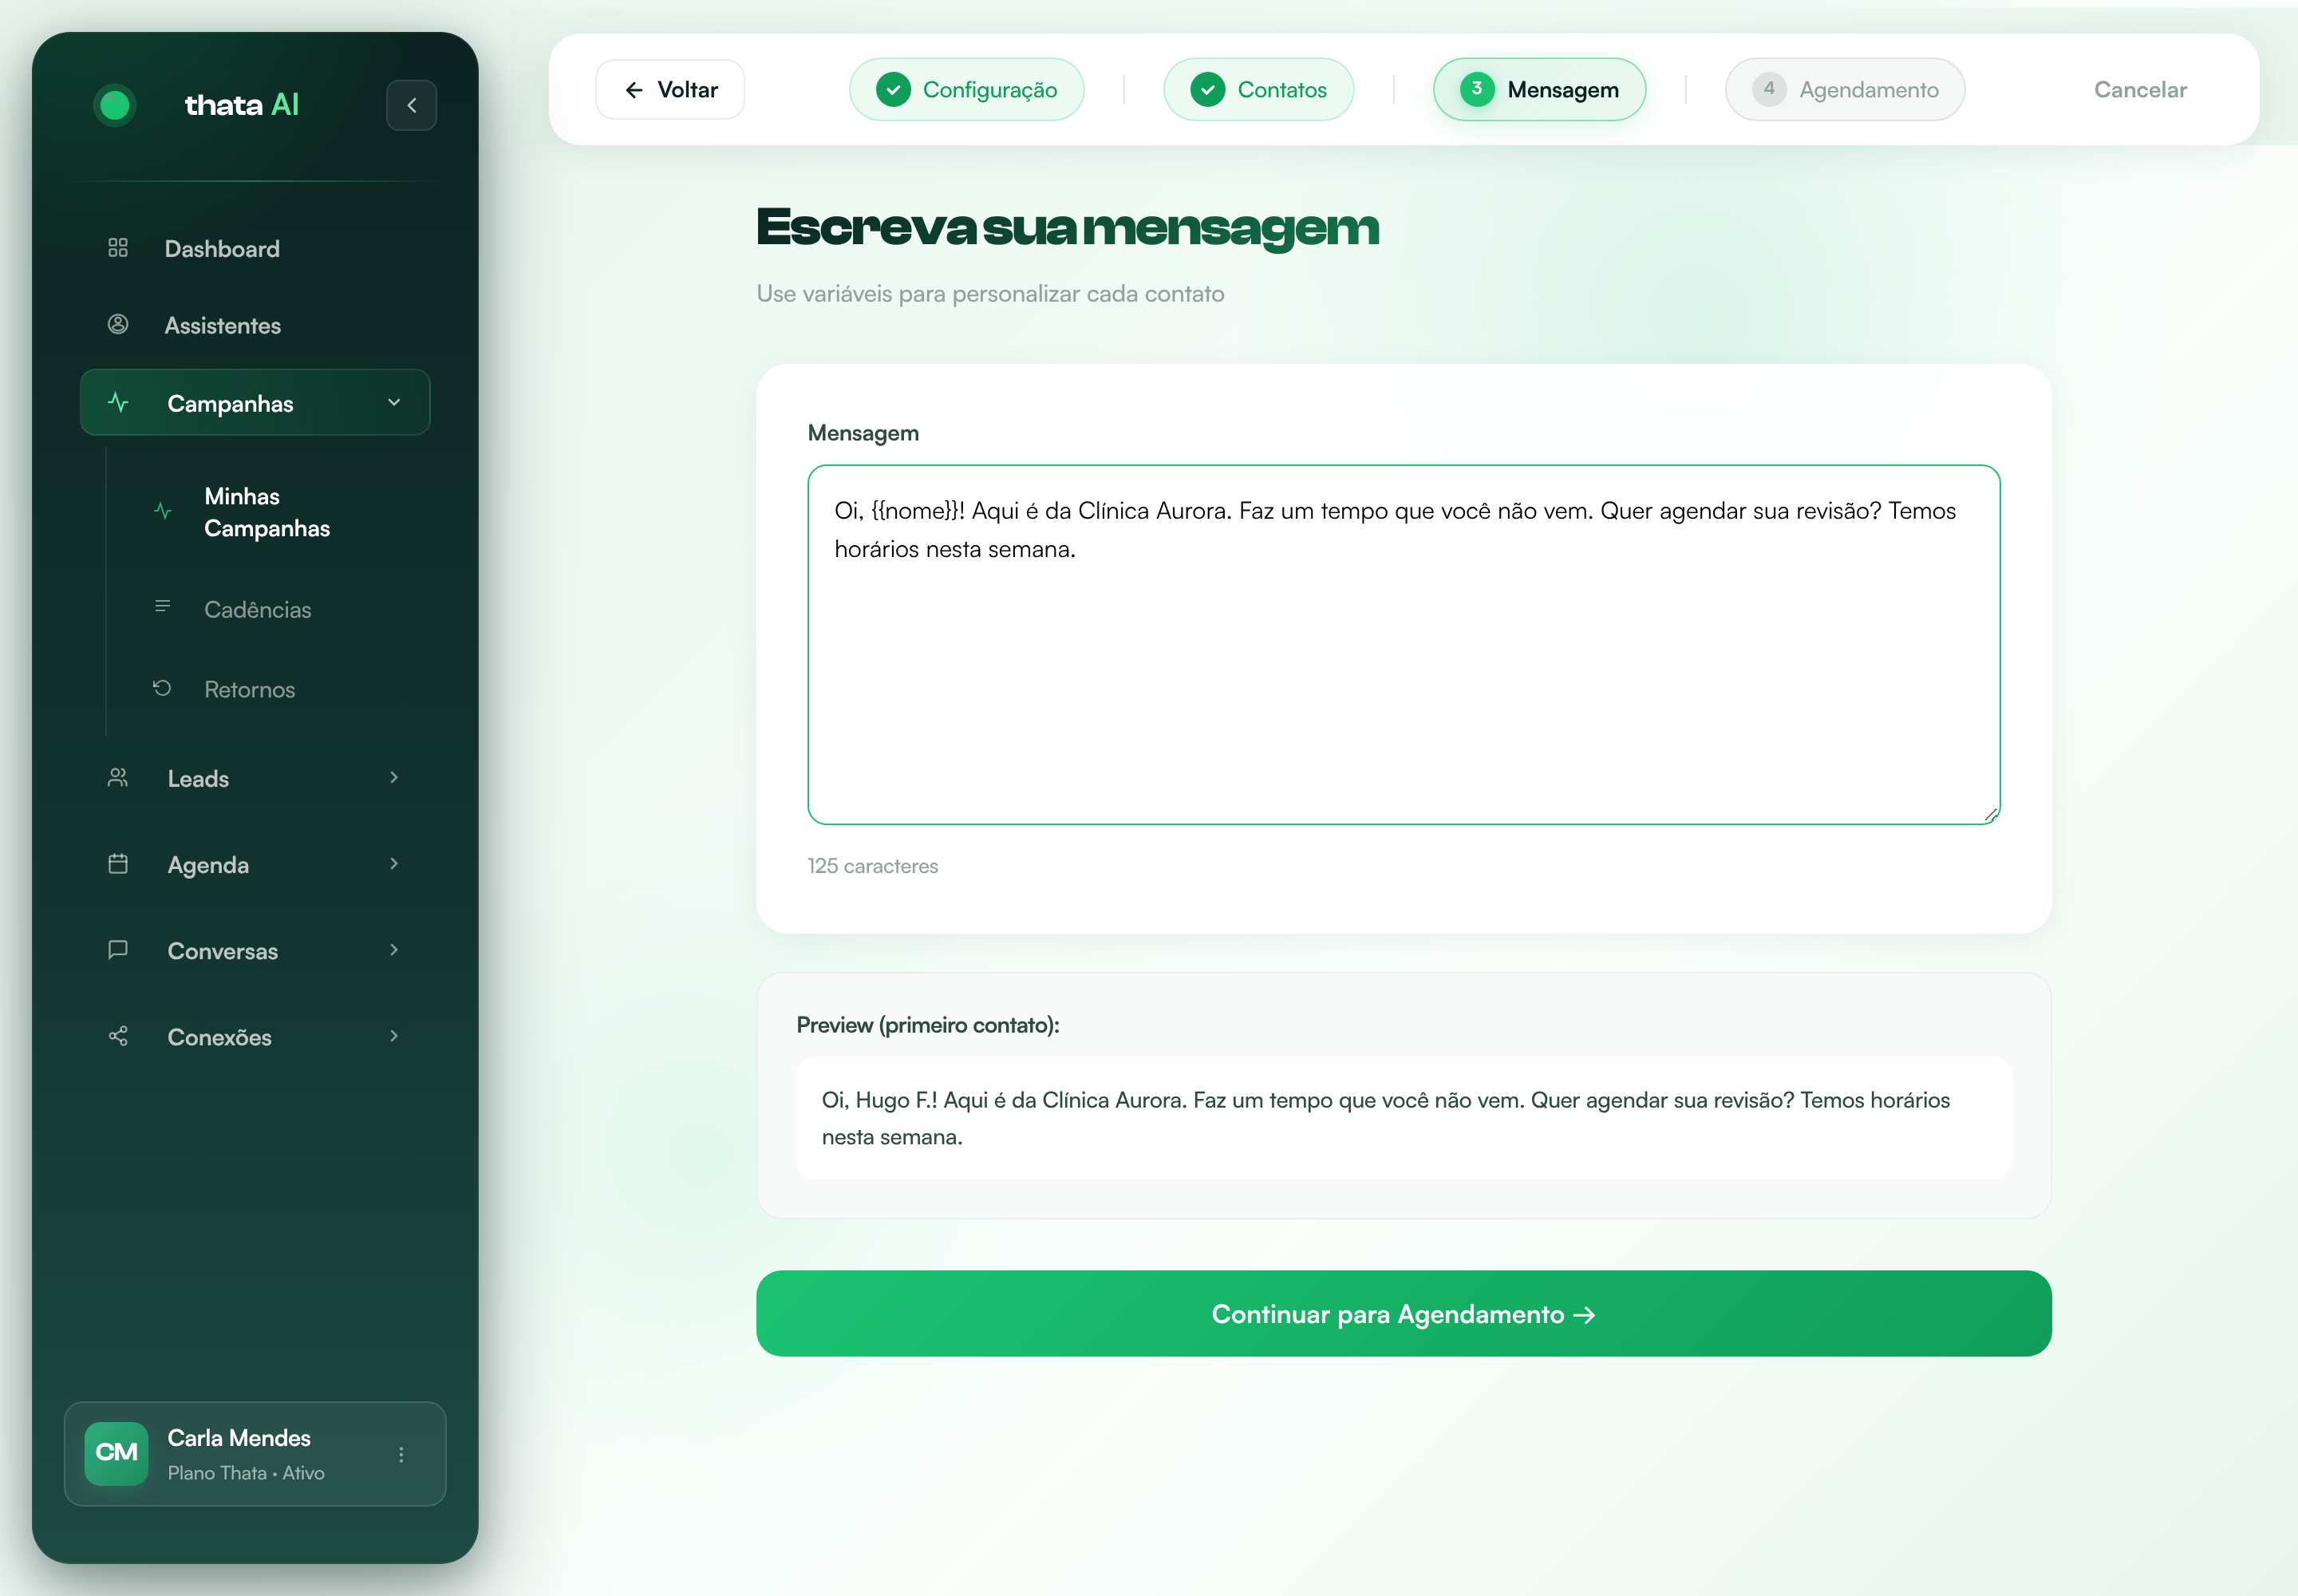 thata AI
Dashboard
Assistentes
Campanhas
Minhas
Campanhas
Cadências
Retornos
Leads
Agenda
Conversas
Conexões
CM
Carla Mendes
Plano Thata • Ativo
← Voltar
Configuração
Contatos
3 Mensagem
4 Agendamento
Cancelar
Escreva sua mensagem
Use variáveis para personalizar cada contato
Mensagem
Oi, {{nome}}! Aqui é da Clínica Aurora. Faz um tempo que você não vem. Quer agendar sua revisão? Temos
horários nesta semana.
125 caracteres
Preview (primeiro contato):
Oi, Hugo F.! Aqui é da Clínica Aurora. Faz um tempo que você não vem. Quer agendar sua revisão? Temos horários
nesta semana.
Continuar para Agendamento →